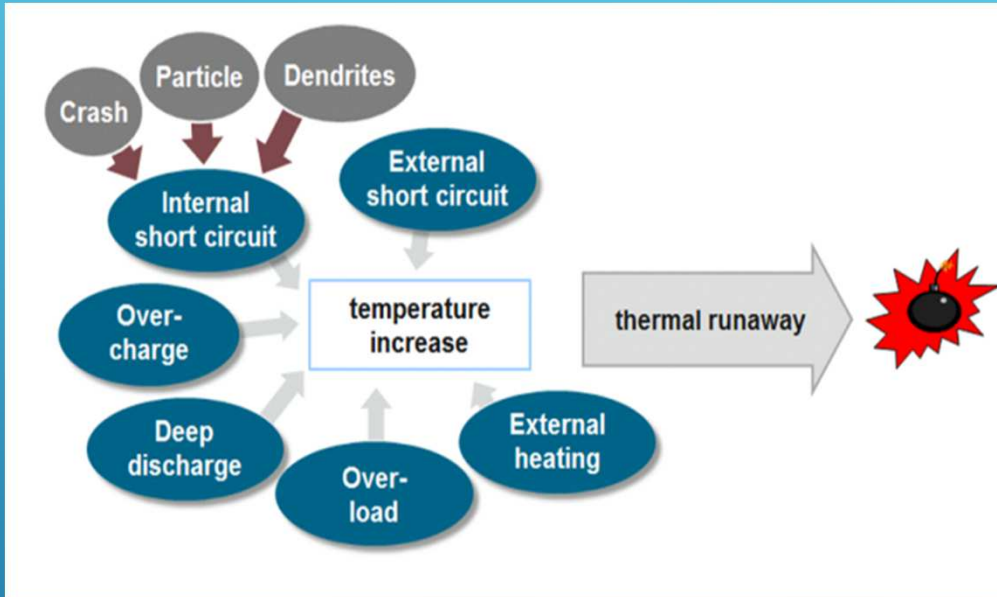 Crash
Particle
Dendrites
Internal
short circuit
External
short circuit
Over-
charge
temperature
increase
thermal runaway
Deep
discharge
Over-
load
External
heating